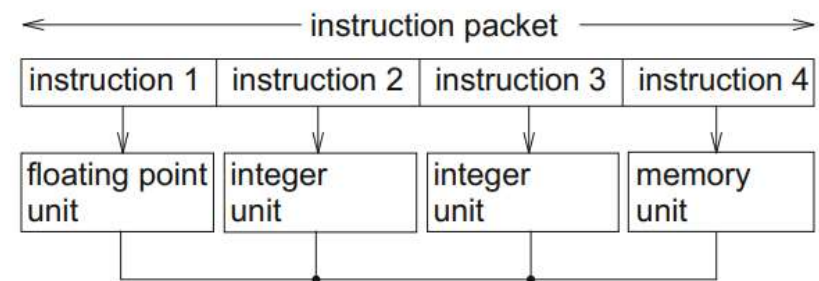 instruction packet
instruction 1 instruction 2 instruction 3 instruction 4
floating point integer integer memory
unit unit unit unit